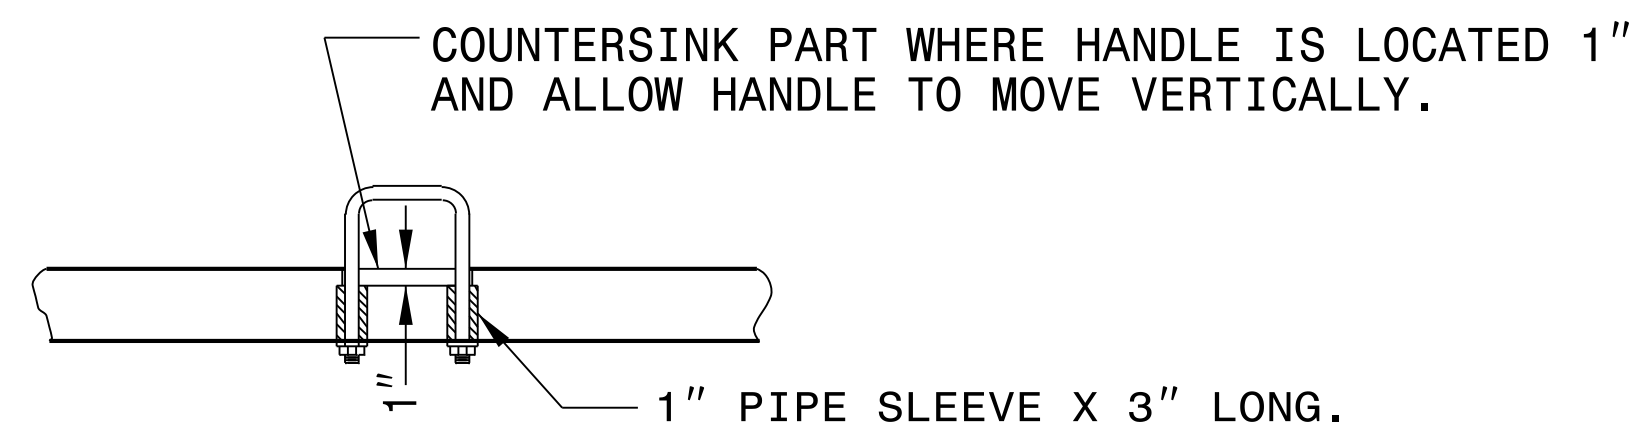 COUNTERSINK PART WHERE HANDLE IS LOCATED 1"
AND ALLOW HANDLE TO MOVE VERTICALLY.
1"
1" PIPE SLEEVE X 3" LONG.